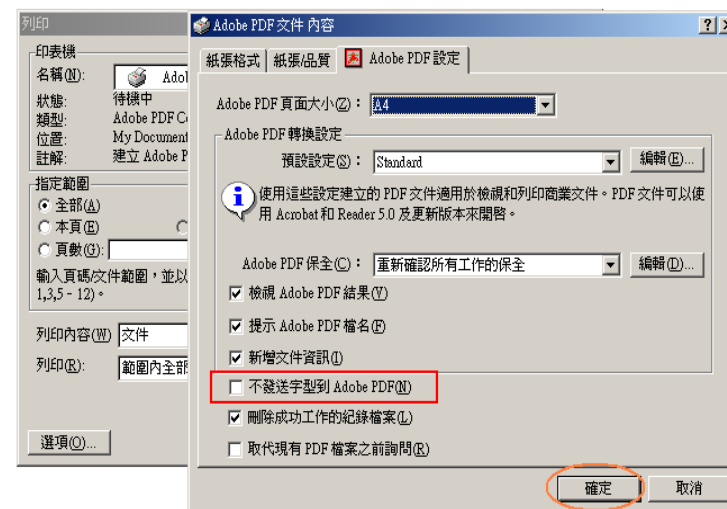 列印
印表機
名稱(N):
Adob
狀態:
待機中
類型:
Adobe PDF C
位置:
My Document
註解:
建立 Adobe P
指定範圍
全部(A)
本頁(E)
頁數(G):
輸入頁碼/文件範圍，並以
1,3,5 - 12)。
列印內容(W)
文件
列印(R):
範圍內全部
選項(O)...
Adobe PDF 文件 內容
紙張格式
紙張/品質
Adobe PDF 設定
Adobe PDF 頁面大小(Z)：
A4
Adobe PDF 轉換設定
預設設定(S)：
Standard
編輯(E)...
使用這些設定建立的 PDF 文件適用於檢視和列印商業文件。PDF 文件可以使
用 Acrobat 和 Reader 5.0 及更新版本來開啓。
Adobe PDF 保全(C)：
重新確認所有工作的保全
編輯(D)...
檢視 Adobe PDF 結果(V)
提示 Adobe PDF 檔名(F)
新增文件資訊(I)
不發送字型到 Adobe PDF(N)
刪除成功工作的紀錄檔案(L)
取代現有 PDF 檔案之前詢問(R)
確定
取消